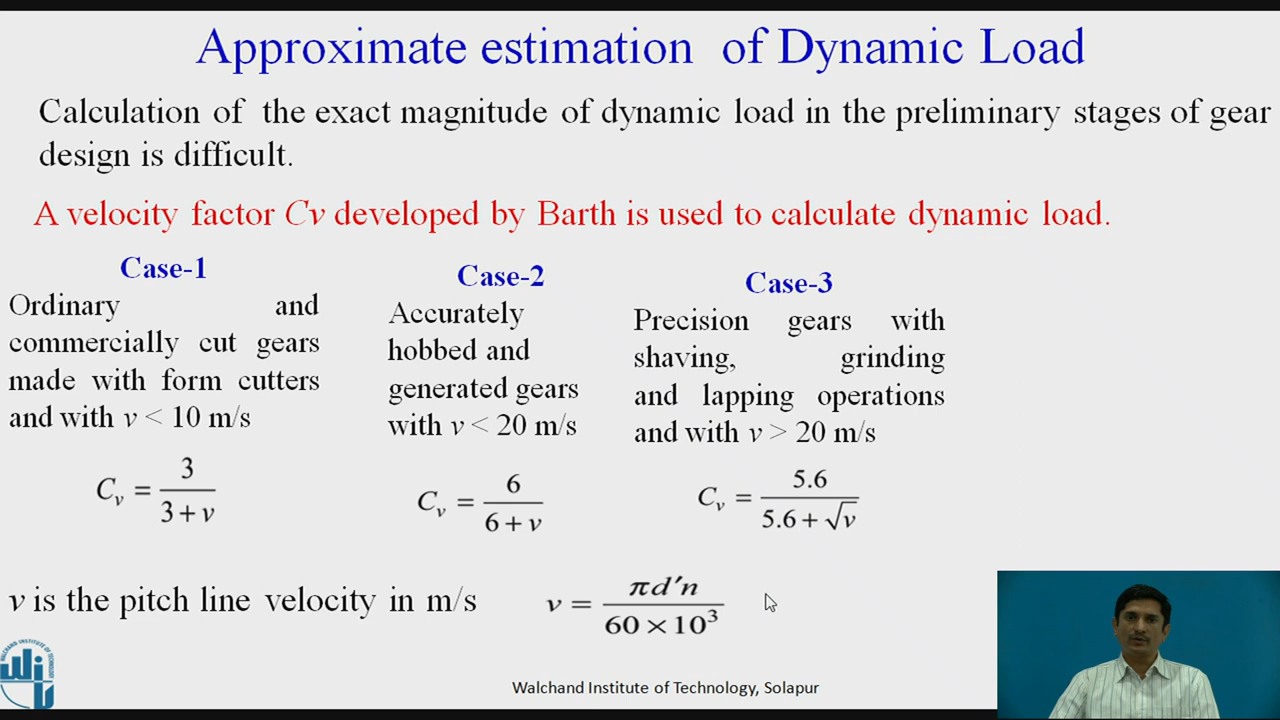 Approximate estimation of Dynamic Load
Calculation of the exact magnitude of dynamic load in the preliminary stages of gear
design is difficult.
A velocity factor Cv developed by Barth is used to calculate dynamic load.
Case-1
Ordinary and
commercially cut gears
made with form cutters
and with v < 10 m/s
C_v = 3 / (3 + v)
Case-2
Accurately
hobbed and
generated gears
with v < 20 m/s
C_v = 6 / (6 + v)
Case-3
Precision gears with
shaving, grinding
and lapping operations
and with v > 20 m/s
C_v = 5.6 / (5.6 + √v)
v is the pitch line velocity in m/s
v = πd′n / (60 × 10³)
WALCHAND INSTITUTE OF TECHNOLOGY
WIT
Walchand Institute of Technology, Solapur